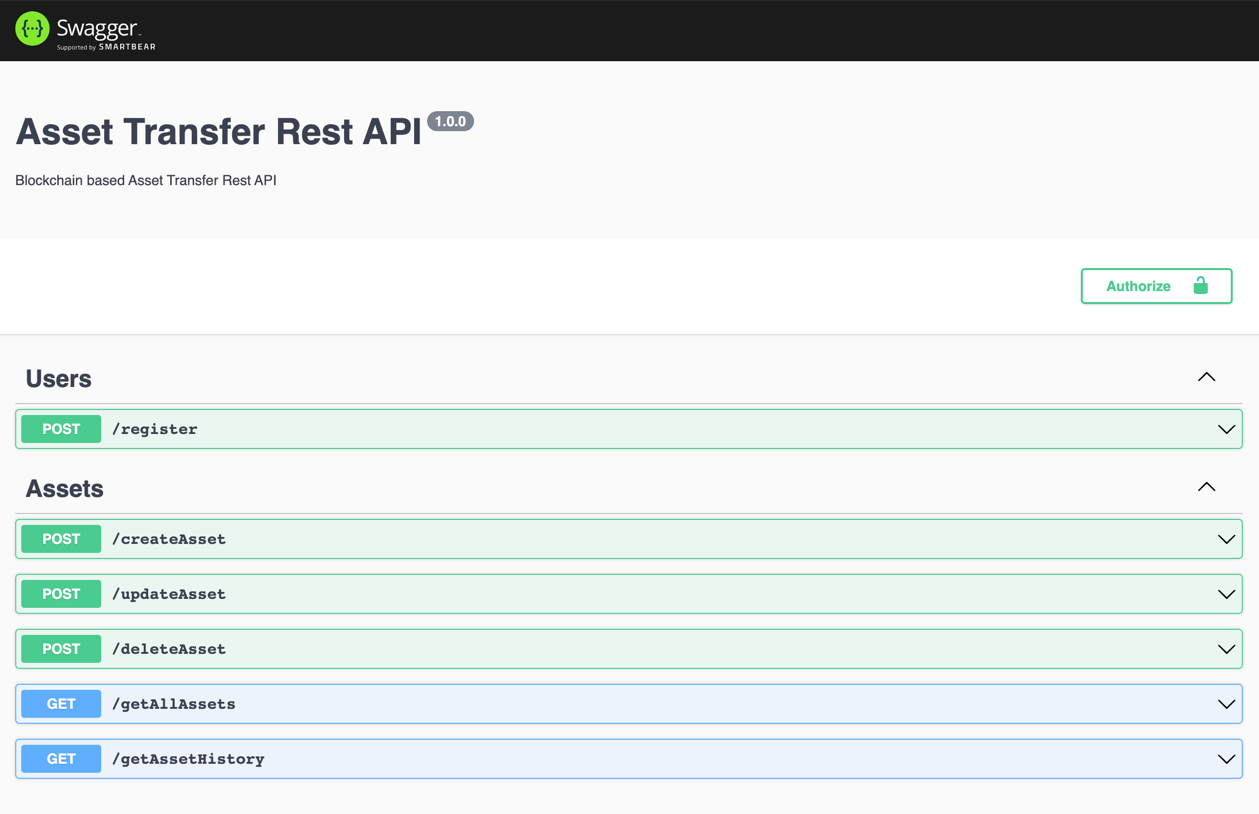 Swagger
Supported by SMARTBEAR
Asset Transfer Rest API 1.0.0
Blockchain based Asset Transfer Rest API
Authorize
Users
POST /register
Assets
POST /createAsset
POST /updateAsset
POST /deleteAsset
GET /getAllAssets
GET /getAssetHistory